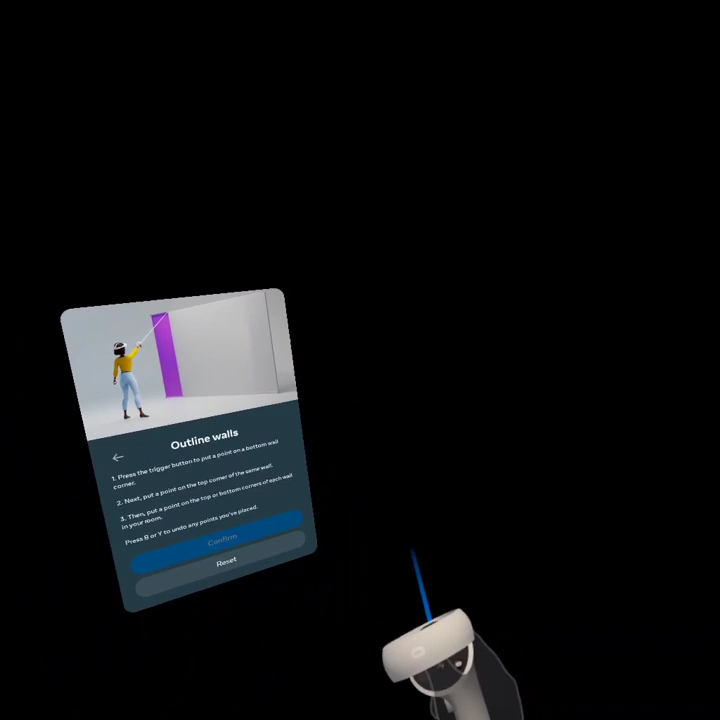 Outline walls
1. Press the trigger button to put a point on a bottom wall
corner.
2. Next, put a point on the top corner of the same wall.
3. Then, put a point on the top or bottom corners of each wall
in your room.
Press B or Y to undo any points you've placed.
Confirm
Reset